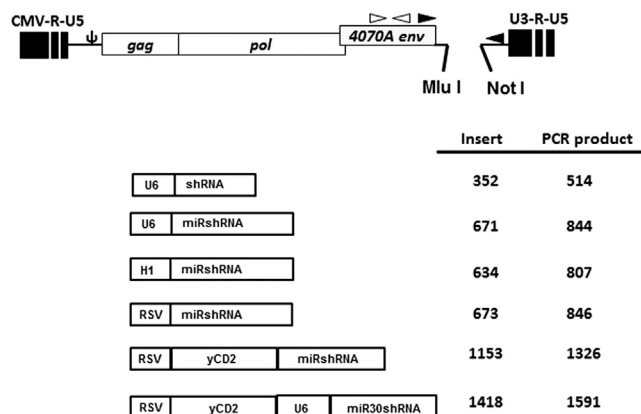 CMV-R-U5 U3-R-U5
ψ gag pol 4070A env
Mlu I Not I
Insert PCR product
U6 shRNA 352 514
U6 miRshRNA 671 844
H1 miRshRNA 634 807
RSV miRshRNA 673 846
RSV yCD2 miRshRNA 1153 1326
RSV yCD2 U6 miR30shRNA 1418 1591